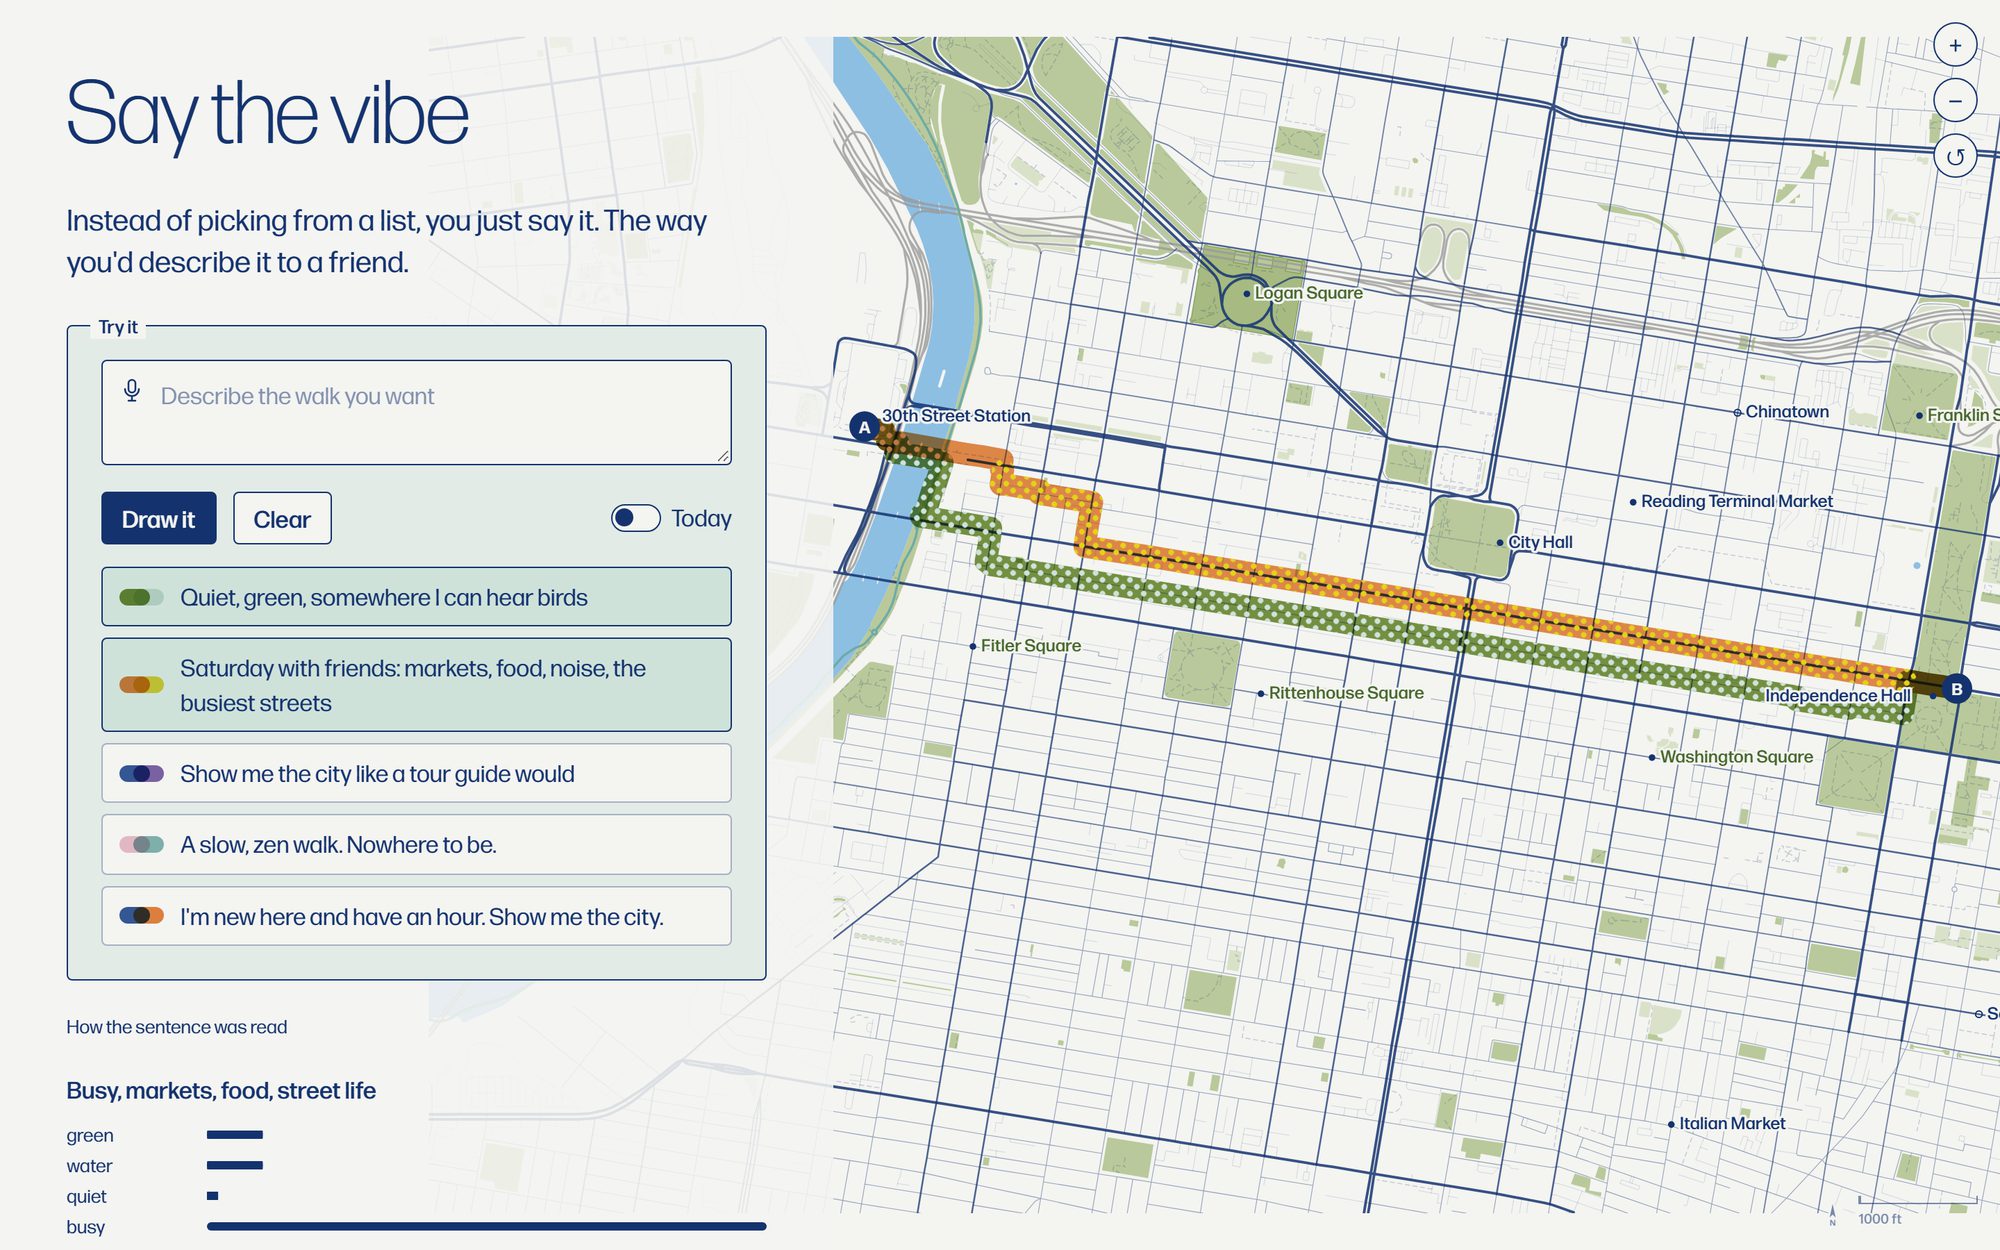 Say the vibe
Instead of picking from a list, you just say it. The way
you'd describe it to a friend.
Try it
Describe the walk you want
Draw it
Clear
Today
Quiet, green, somewhere I can hear birds
Saturday with friends: markets, food, noise, the
busiest streets
Show me the city like a tour guide would
A slow, zen walk. Nowhere to be.
I'm new here and have an hour. Show me the city.
How the sentence was read
Busy, markets, food, street life
green
water
quiet
busy
+
−
↺
Logan Square
A
30th Street Station
Chinatown
Franklin S
Reading Terminal Market
City Hall
Fitler Square
Rittenhouse Square
Independence Hall
B
Washington Square
S
Italian Market
N
1000 ft